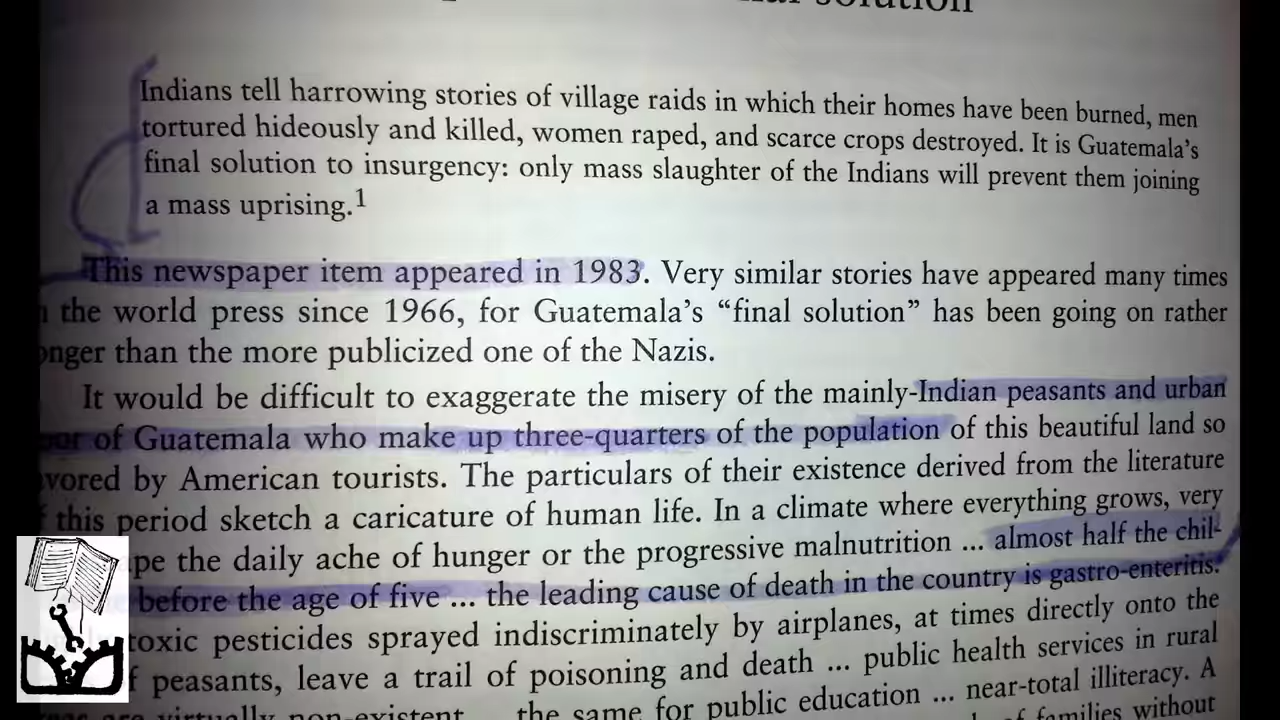 solution
Indians tell harrowing stories of village raids in which their homes have been burned, men
tortured hideously and killed, women raped, and scarce crops destroyed. It is Guatemala's
final solution to insurgency: only mass slaughter of the Indians will prevent them joining
a mass uprising.1
This newspaper item appeared in 1983. Very similar stories have appeared many times
the world press since 1966, for Guatemala's “final solution” has been going on rather
than the more publicized one of the Nazis.
It would be difficult to exaggerate the misery of the mainly-Indian peasants and urban
of Guatemala who make up three-quarters of the population of this beautiful land so
by American tourists. The particulars of their existence derived from the literature
this period sketch a caricature of human life. In a climate where everything grows, very
the daily ache of hunger or the progressive malnutrition ... almost half the chil-
before the age of five ... the leading cause of death in the country is gastro-enteritis.
toxic pesticides sprayed indiscriminately by airplanes, at times directly onto the
peasants, leave a trail of poisoning and death ... public health services in rural
are virtually non-existent ... the same for public education ... near-total illiteracy. A
of families without